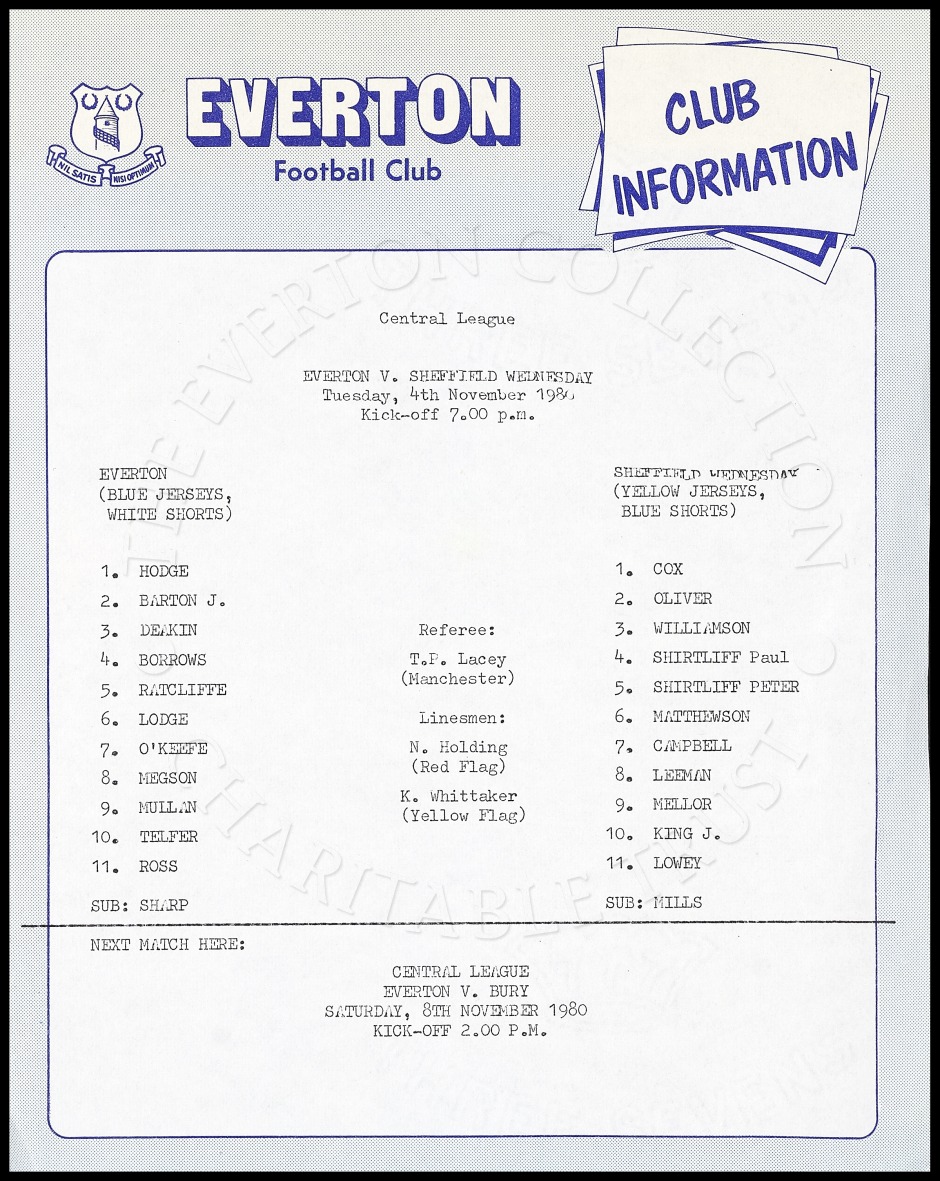 EVERTON
Football Club
NIL SATIS NISI OPTIMUM
CLUB
INFORMATION
Central League
EVERTON V. SHEFFIELD WEDNESDAY
Tuesday, 4th November 1980
Kick-off 7.00 p.m.
EVERTON
(BLUE JERSEYS,
WHITE SHORTS)
1. HODGE
2. BARTON J.
3. DEAKIN
4. BORROWS
5. RATCLIFFE
6. LODGE
7. O'KEEFE
8. MEGSON
9. MULLAN
10. TELFER
11. ROSS
SUB: SHARP
Referee:
T.P. Lacey
(Manchester)
Linesmen:
N. Holding
(Red Flag)
K. Whittaker
(Yellow Flag)
SHEFFIELD WEDNESDAY
(YELLOW JERSEYS,
BLUE SHORTS)
1. COX
2. OLIVER
3. WILLIAMSON
4. SHIRTLIFF Paul
5. SHIRTLIFF PETER
6. MATTHEWSON
7. CAMPBELL
8. LEEMAN
9. MELLOR
10. KING J.
11. LOWEY
SUB: MILLS
NEXT MATCH HERE:
CENTRAL LEAGUE
EVERTON V. BURY
SATURDAY, 8TH NOVEMBER 1980
KICK-OFF 2.00 P.M.
THE EVERTON COLLECTION
CHARITABLE TRUST